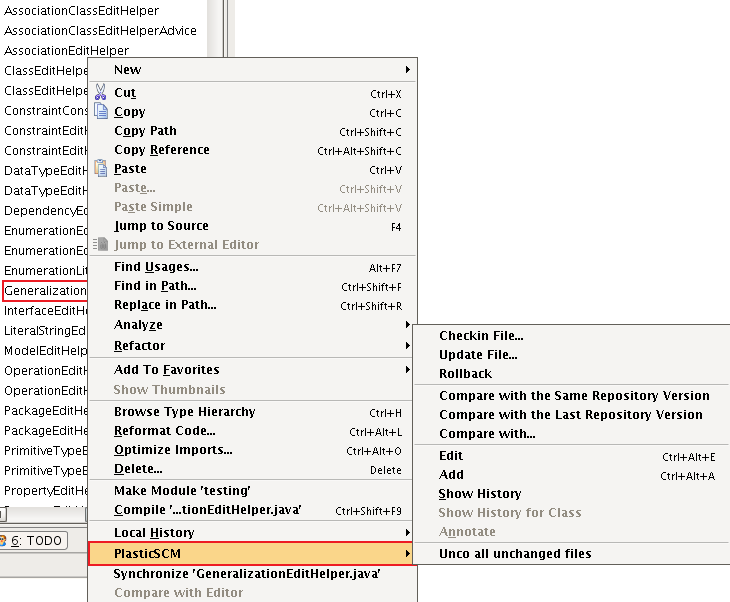 AssociationClassEditHelper
AssociationClassEditHelperAdvice
AssociationEditHelper
ClassEditHelpe
ClassEditHelpe
ConstraintCons
ConstraintEditH
ConstraintEditH
DataTypeEditH
DataTypeEditH
DependencyEd
EnumerationEd
EnumerationEd
EnumerationLit
Generalization
InterfaceEditHe
LiteralStringEd
ModelEditHelp
OperationEditH
OperationEditH
PackageEditHe
PackageEditHe
PrimitiveTypeE
PrimitiveTypeE
PropertyEditHe
6: TODO
New
Cut Ctrl+X
Copy Ctrl+C
Copy Path Ctrl+Shift+C
Copy Reference Ctrl+Alt+Shift+C
Paste Ctrl+V
Paste... Ctrl+Shift+V
Paste Simple Ctrl+Alt+Shift+V
Jump to Source F4
Jump to External Editor
Find Usages... Alt+F7
Find in Path... Ctrl+Shift+F
Replace in Path... Ctrl+Shift+R
Analyze
Refactor
Add To Favorites
Show Thumbnails
Browse Type Hierarchy Ctrl+H
Reformat Code... Ctrl+Alt+L
Optimize Imports... Ctrl+Alt+O
Delete... Delete
Make Module 'testing'
Compile '...tionEditHelper.java' Ctrl+Shift+F9
Local History
PlasticSCM
Synchronize 'GeneralizationEditHelper.java'
Compare with Editor
Checkin File...
Update File...
Rollback
Compare with the Same Repository Version
Compare with the Last Repository Version
Compare with...
Edit Ctrl+Alt+E
Add Ctrl+Alt+A
Show History
Show History for Class
Annotate
Unco all unchanged files